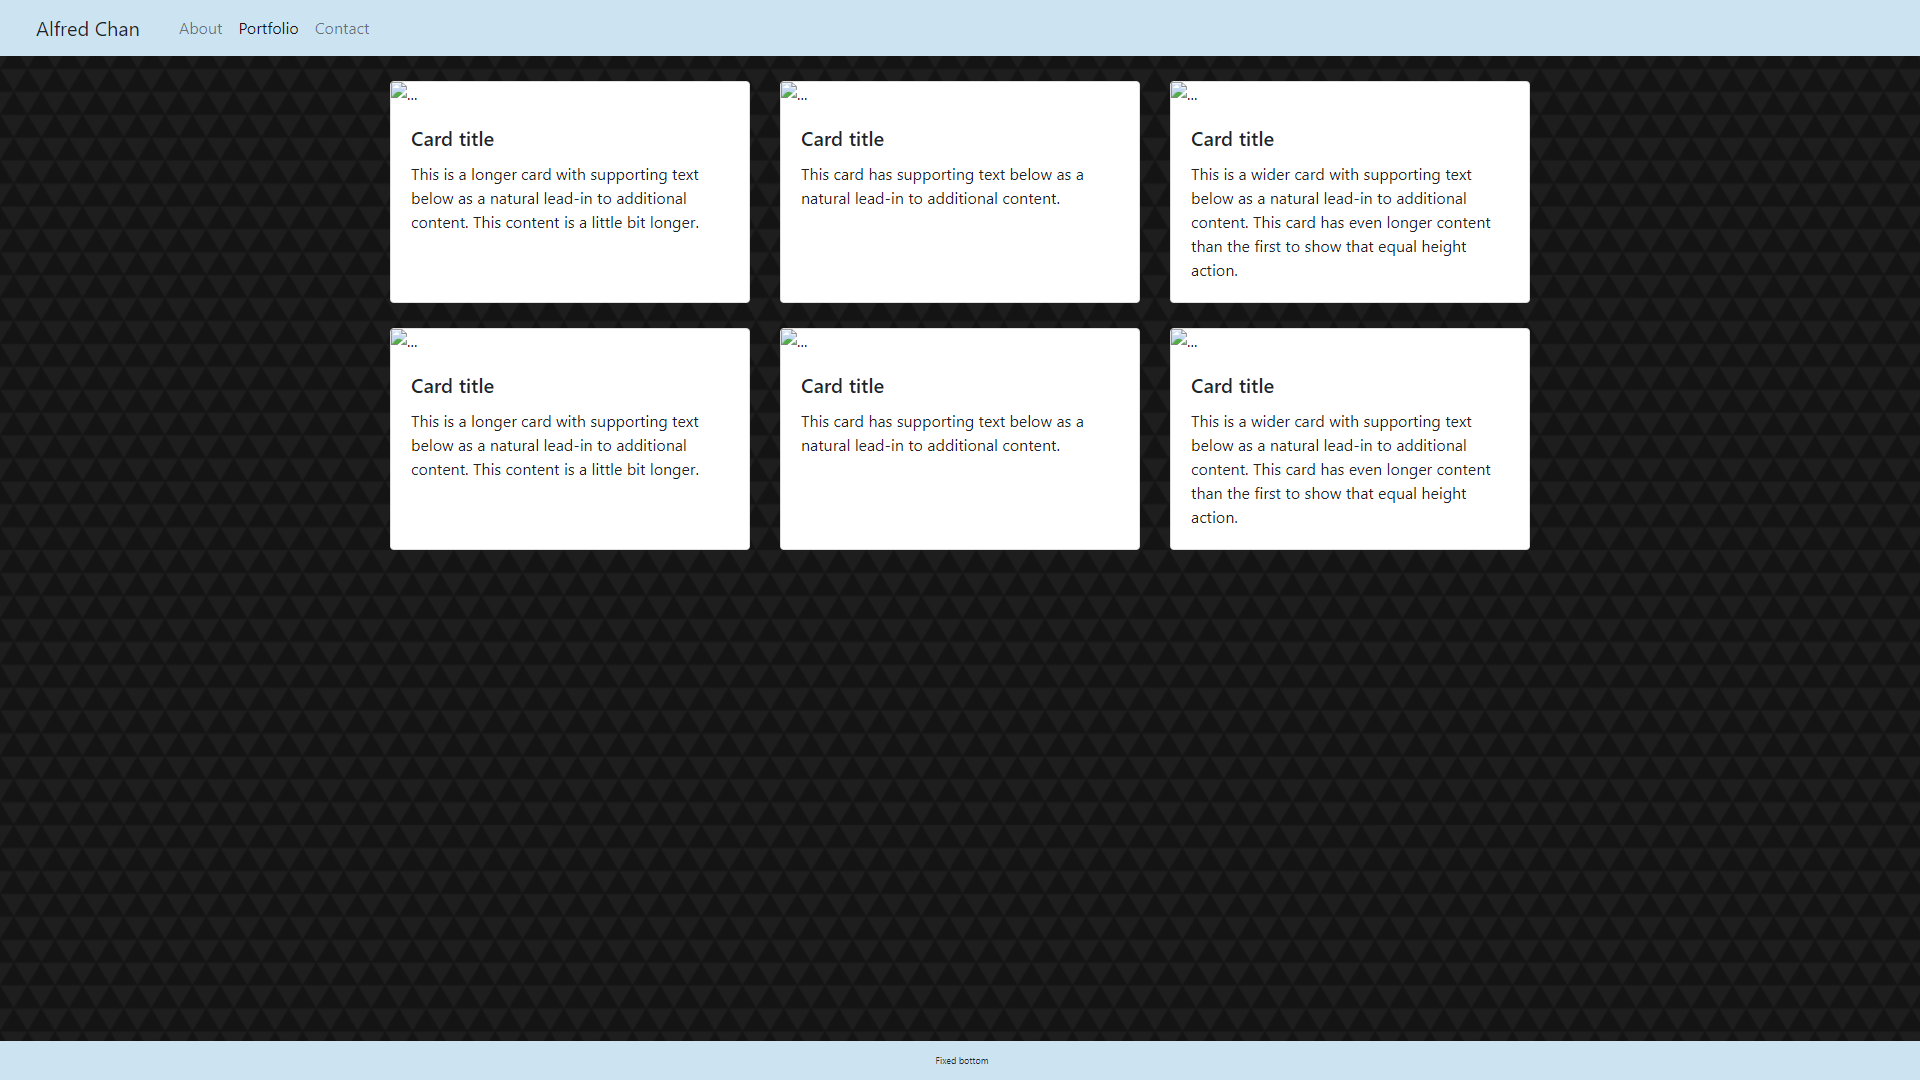 Alfred Chan
About Portfolio Contact
...
Card title
This is a longer card with supporting text
below as a natural lead-in to additional
content. This content is a little bit longer.
...
Card title
This card has supporting text below as a
natural lead-in to additional content.
...
Card title
This is a wider card with supporting text
below as a natural lead-in to additional
content. This card has even longer content
than the first to show that equal height
action.
...
Card title
This is a longer card with supporting text
below as a natural lead-in to additional
content. This content is a little bit longer.
...
Card title
This card has supporting text below as a
natural lead-in to additional content.
...
Card title
This is a wider card with supporting text
below as a natural lead-in to additional
content. This card has even longer content
than the first to show that equal height
action.
Fixed bottom